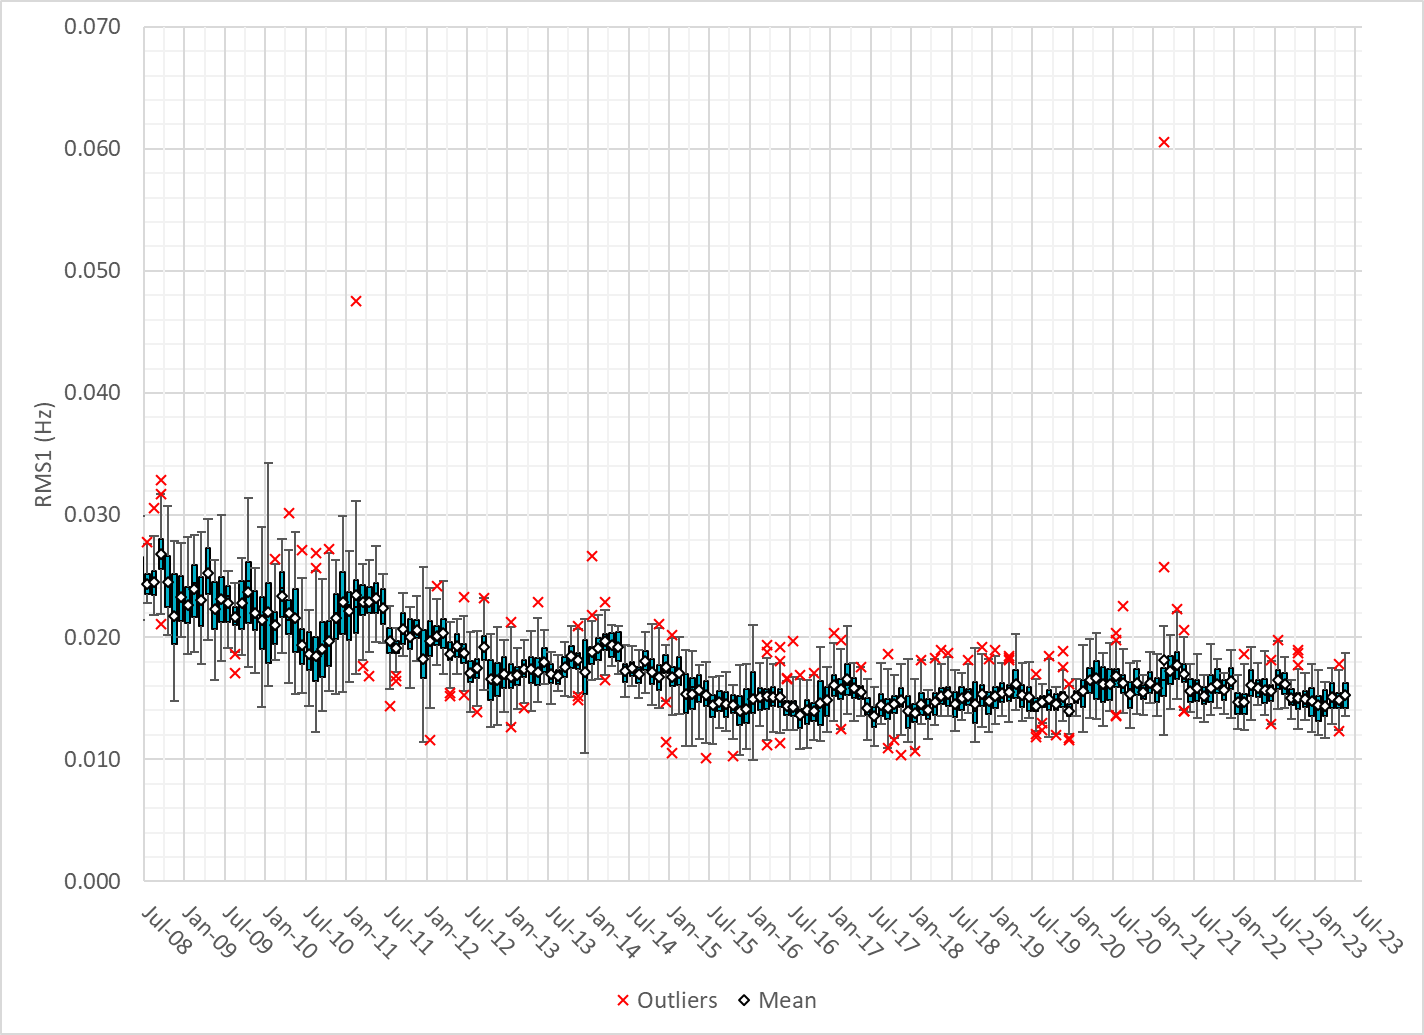 0.070
0.060
0.050
0.040
0.030
0.020
0.010
0.000
RMS1 (Hz)
Jul-08
Jan-09
Jul-09
Jan-10
Jul-10
Jan-11
Jul-11
Jan-12
Jul-12
Jan-13
Jul-13
Jan-14
Jul-14
Jan-15
Jul-15
Jan-16
Jul-16
Jan-17
Jul-17
Jan-18
Jul-18
Jan-19
Jul-19
Jan-20
Jul-20
Jan-21
Jul-21
Jan-22
Jul-22
Jan-23
Jul-23
Outliers Mean